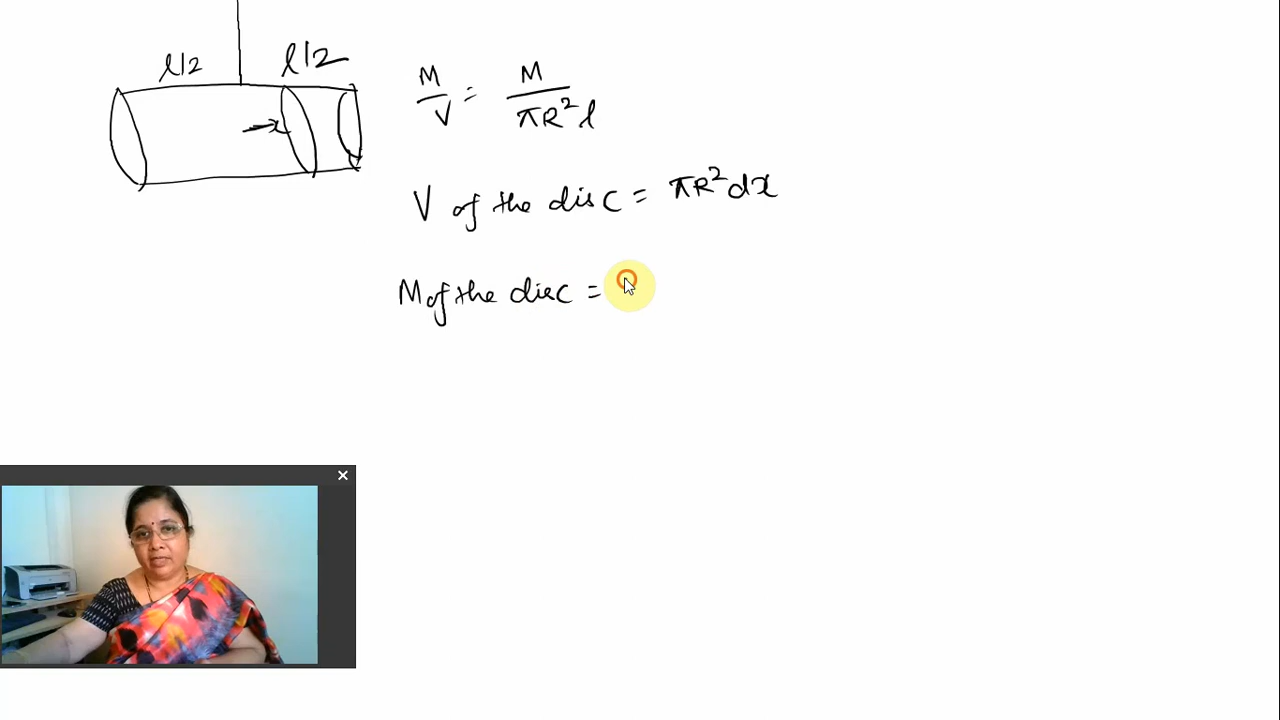 l/2 l/2
→x
M/V = M/πR²l
V of the disc = πR²dx
M of the disc =